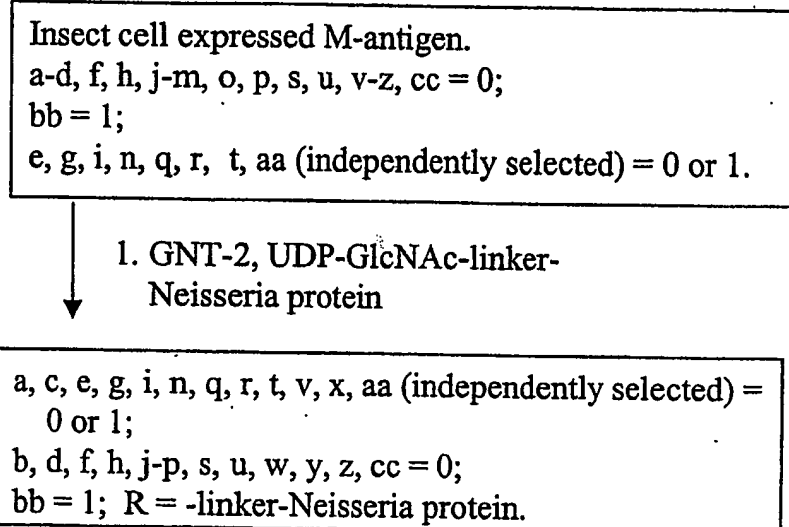 Insect cell expressed M-antigen.
a-d, f, h, j-m, o, p, s, u, v-z, cc = 0;
bb = 1;
e, g, i, n, q, r, t, aa (independently selected) = 0 or 1.
1. GNT-2, UDP-GlcNAc-linker-
Neisseria protein
a, c, e, g, i, n, q, r, t, v, x, aa (independently selected) =
0 or 1;
b, d, f, h, j-p, s, u, w, y, z, cc = 0;
bb = 1; R = -linker-Neisseria protein.